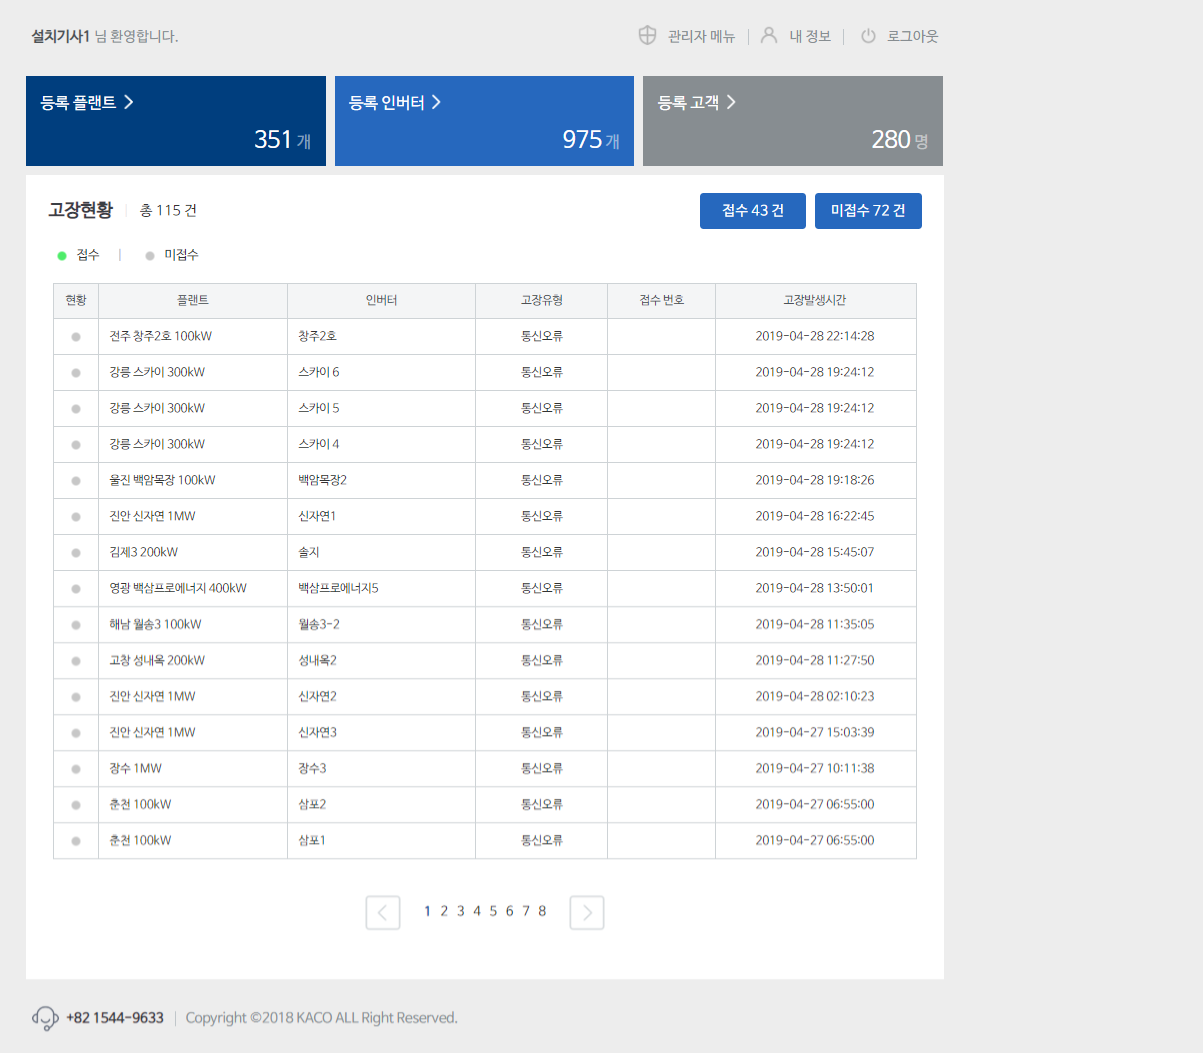 설치기사1 님 환영합니다.
관리자 메뉴 | 내 정보 | 로그아웃
등록 플랜트
351 개
등록 인버터
975 개
등록 고객
280 명
고장현황 | 총 115 건
접수 43 건
미접수 72 건
접수 | 미접수
현황 플랜트 인버터 고장유형 접수 번호 고장발생시간
전주 창주2호 100kW 창주2호 통신오류 2019-04-28 22:14:28
강릉 스카이 300kW 스카이 6 통신오류 2019-04-28 19:24:12
강릉 스카이 300kW 스카이 5 통신오류 2019-04-28 19:24:12
강릉 스카이 300kW 스카이 4 통신오류 2019-04-28 19:24:12
울진 백암목장 100kW 백암목장2 통신오류 2019-04-28 19:18:26
진안 신자연 1MW 신자연1 통신오류 2019-04-28 16:22:45
김제3 200kW 솔지 통신오류 2019-04-28 15:45:07
영광 백삼프로에너지 400kW 백삼프로에너지5 통신오류 2019-04-28 13:50:01
해남 월송3 100kW 월송3-2 통신오류 2019-04-28 11:35:05
고창 성내옥 200kW 성내옥2 통신오류 2019-04-28 11:27:50
진안 신자연 1MW 신자연2 통신오류 2019-04-28 02:10:23
진안 신자연 1MW 신자연3 통신오류 2019-04-27 15:03:39
장수 1MW 장수3 통신오류 2019-04-27 10:11:38
춘천 100kW 삼포2 통신오류 2019-04-27 06:55:00
춘천 100kW 삼포1 통신오류 2019-04-27 06:55:00
1 2 3 4 5 6 7 8
+82 1544-9633 | Copyright ©2018 KACO ALL Right Reserved.